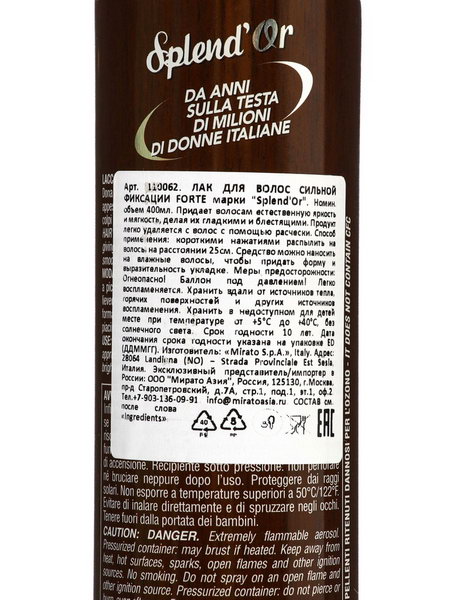 Splend'Or
DA ANNI
SULLA TESTA
DI MILIONI
DI DONNE ITALIANE
Арт. 110062. ЛАК ДЛЯ ВОЛОС СИЛЬНОЙ
ФИКСАЦИИ FORTE марки "Splend'Or". Номин.
объем 400мл. Придает волосам естественную яркость
и мягкость, делая их гладкими и блестящими. Продукт
легко удаляется с волос с помощью расчески. Способ
применения: короткими нажатиями распылить на
волосы на расстоянии 25см. Средство можно наносить
на влажные волосы, чтобы придать форму и
выразительность укладке. Меры предосторожности:
Огнеопасно! Баллон под давлением! Легко
воспламеняется. Хранить вдали от источников тепла,
горячих поверхностей и других источников
воспламенения. Хранить в недоступном для детей
месте при температуре от +5°C до +40°C, без
солнечного света. Срок годности 10 лет. Дата
окончания срока годности указана на упаковке ED
(ДДММГГ). Изготовитель: «Mirato S.p.A.», Italy. Адрес:
28064 Landiona (NO) – Strada Provinciale Est Sesia,
Италия. Эксклюзивный представитель/импортер в
России: ООО "Мирато Азия", Россия, 125130, г.Москва,
пр-д Старопетровский, д.7А, стр.1, под.1, эт.1, оф.2
Тел.+7-903-136-09-91 info@miratoasia.ru СОСТАВ см.
после слова
«Ingredients»
40
8
EAC
di accensione. Recipiente sotto pressione: non perforare
né bruciare neppure dopo l'uso. Proteggere dai raggi
solari. Non esporre a temperature superiori a 50°C/122°F.
Evitare di inalare direttamente e di spruzzare negli occhi.
Tenere fuori dalla portata dei bambini.
CAUTION: DANGER. Extremely flammable aerosol.
Pressurized container: may burst if heated. Keep away from
heat, hot surfaces, sparks, open flames and other ignition
sources. No smoking. Do not spray on an open flame and
PELLENTI RITENUTI DANNOSI PER L'OZONO - IT DOES NOT CONTAIN CFC